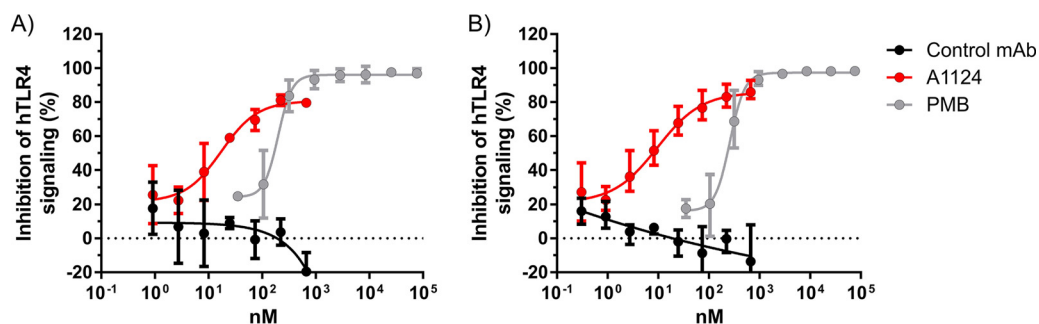 A)
Inhibition of hTLR4
signaling (%)
120
100
80
60
40
20
0
-20
10-1 100 101 102 103 104 105
nM
B)
Inhibition of hTLR4
signaling (%)
120
100
80
60
40
20
0
-20
10-1 100 101 102 103 104 105
nM
Control mAb
A1124
PMB